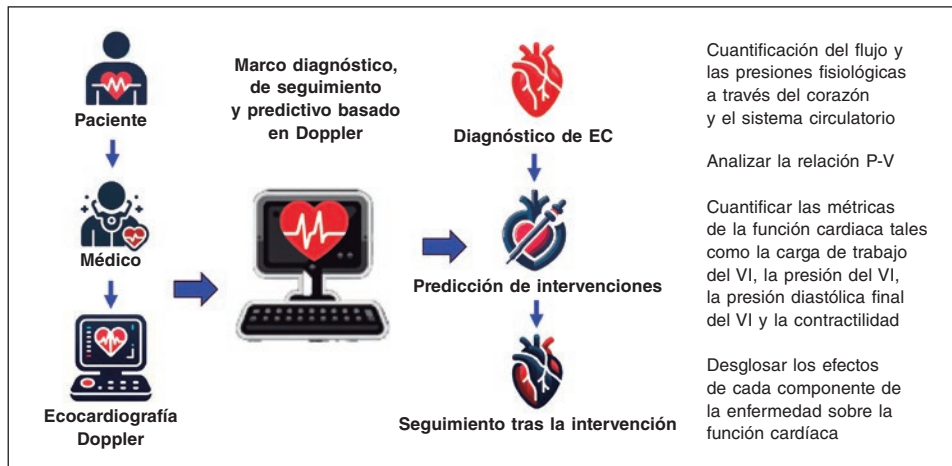 Paciente
Médico
Ecocardiografía
Doppler
Marco diagnóstico,
de seguimiento
y predictivo basado
en Doppler
Diagnóstico de EC
Predicción de intervenciones
Seguimiento tras la intervención
Cuantificación del flujo y
las presiones fisiológicas
a través del corazón
y el sistema circulatorio
Analizar la relación P-V
Cuantificar las métricas
de la función cardiaca tales
como la carga de trabajo
del VI, la presión del VI,
la presión diastólica final
del VI y la contractilidad
Desglosar los efectos
de cada componente de
la enfermedad sobre la
función cardíaca